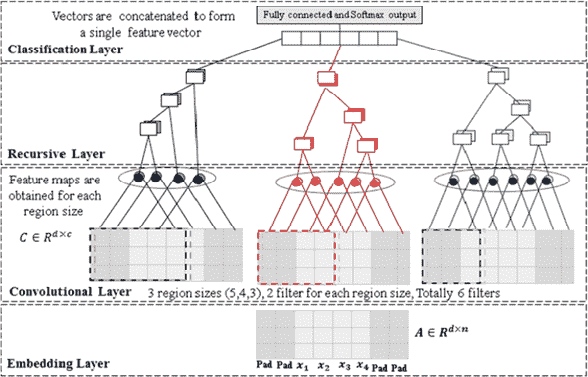 Vectors are concatenated to form
a single feature vector
Fully connected and Softmax output
Classification Layer
Recursive Layer
Feature maps are
obtained for each
region size
C ∈ R^{d×c}
Convolutional Layer 3 region sizes (5,4,3), 2 filter for each region size, Totally 6 filters
A ∈ R^{d×n}
Embedding Layer
Pad Pad x₁ x₂ x₃ x₄ Pad Pad